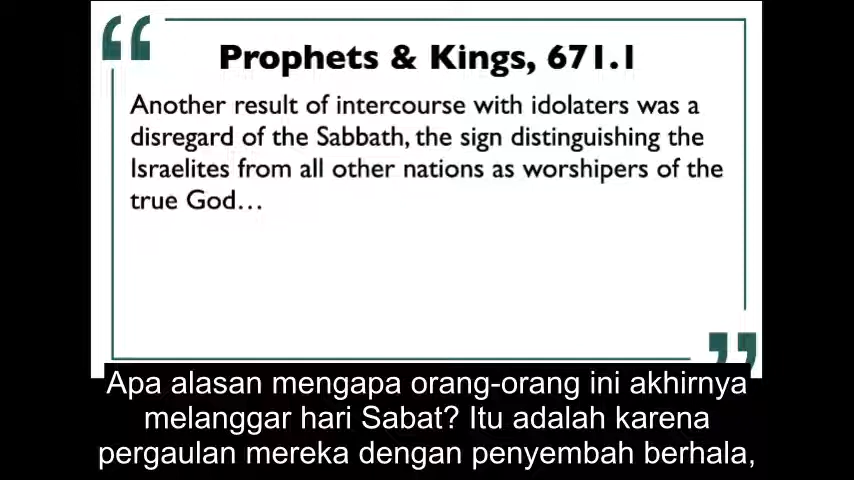 Prophets & Kings, 671.1
Another result of intercourse with idolaters was a
disregard of the Sabbath, the sign distinguishing the
Israelites from all other nations as worshipers of the
true God…
Apa alasan mengapa orang-orang ini akhirnya
melanggar hari Sabat? Itu adalah karena
pergaulan mereka dengan penyembah berhala,